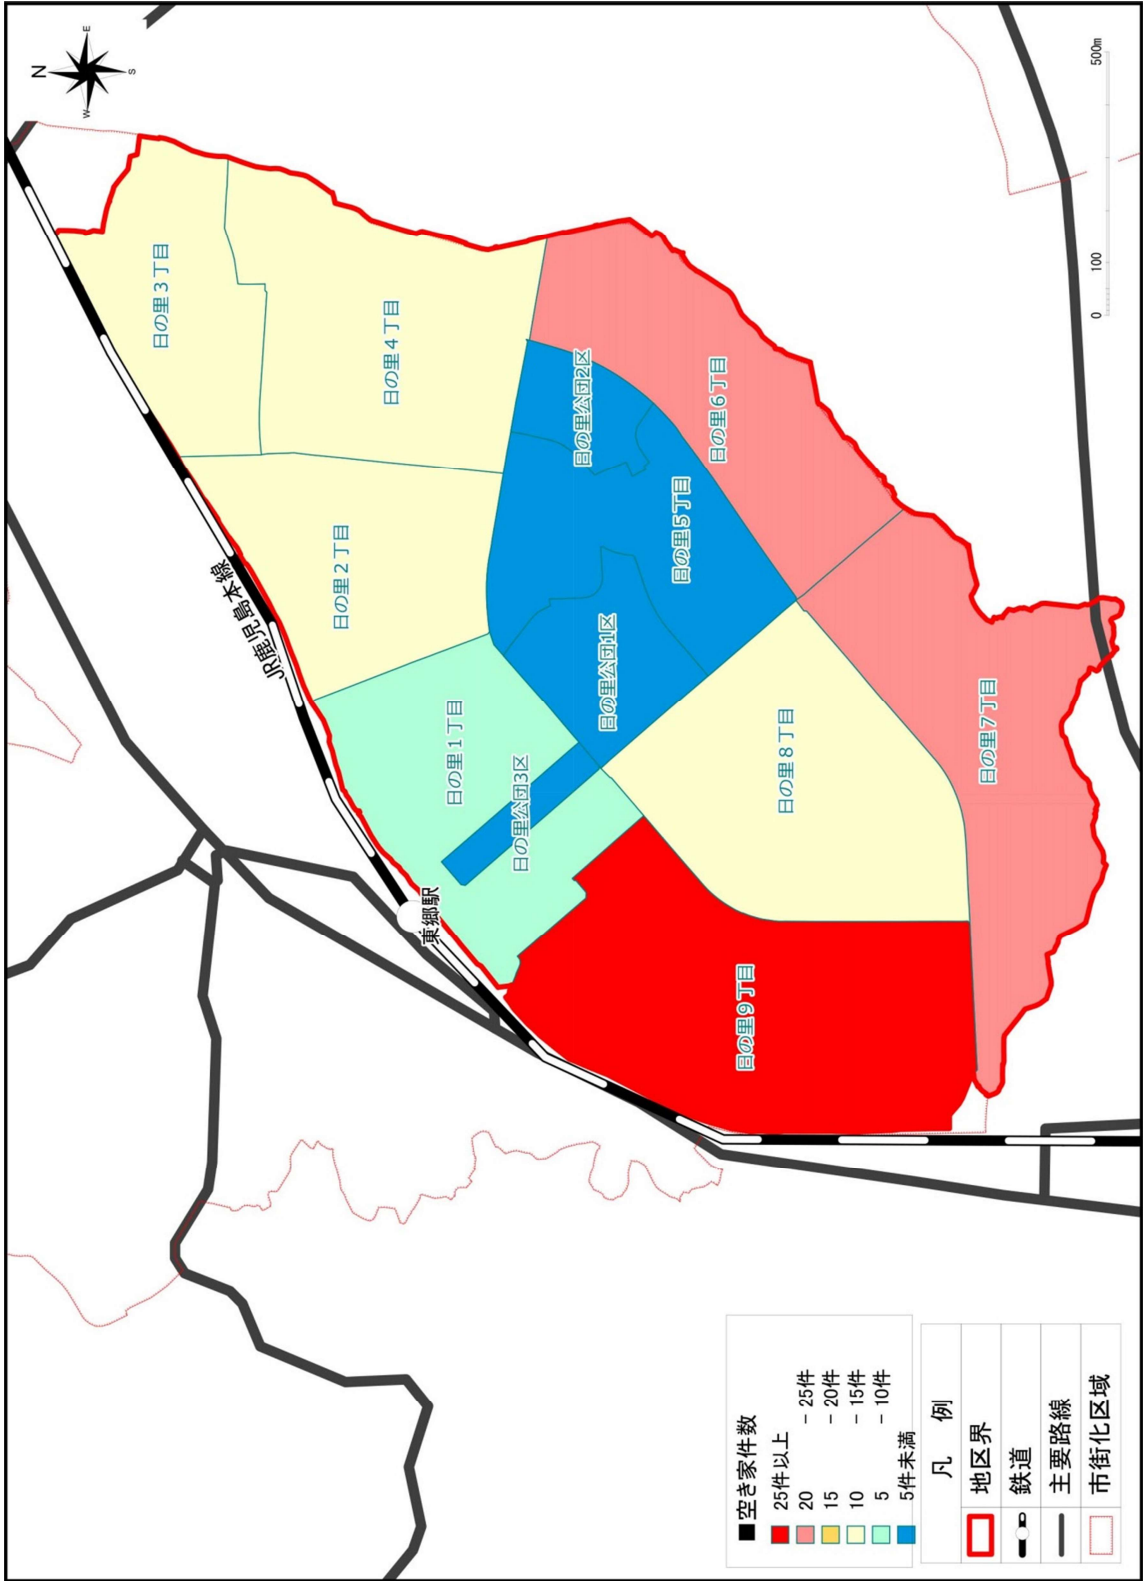 N
E
S
W
日の里３丁目
日の里４丁目
日の里２丁目
JR鹿児島本線
日の里公団2区
日の里６丁目
日の里５丁目
日の里公団1区
日の里１丁目
日の里公団3区
東郷駅
日の里８丁目
日の里７丁目
日の里９丁目
0 100 500m
空き家件数
25件以上
20 － 25件
15 － 20件
10 － 15件
5 － 10件
5件未満
凡 例
地区界
鉄道
主要路線
市街化区域